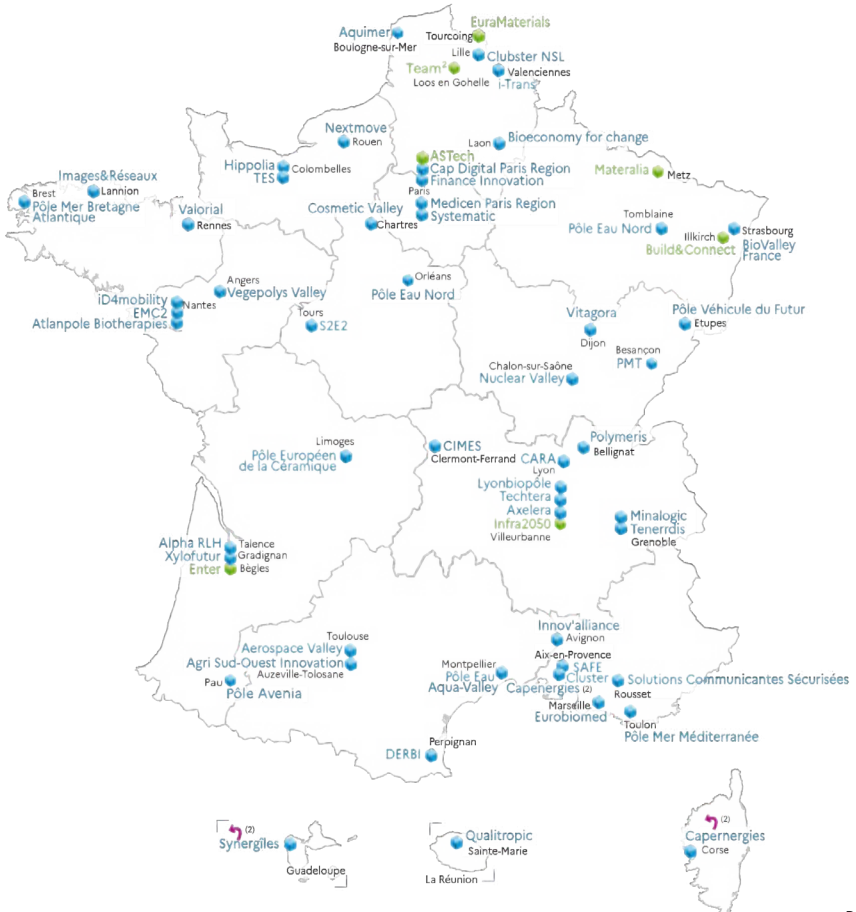 EuraMaterials
Aquimer
Tourcoing
Boulogne-sur-Mer
Lille
Clubster NSL
Team²
Valenciennes
Loos en Gohelle
i-Trans
Nextmove
Rouen
Laon
Bioeconomy for change
ASTech
Hippolia
Colombelles
Cap Digital Paris Region
TES
Finance Innovation
Materalia
Metz
Images&Réseaux
Lannion
Brest
Paris
Pôle Mer Bretagne
Atlantique
Valorial
Rennes
Cosmetic Valley
Chartres
Medicen Paris Region
Systematic
Tomblaine
Pôle Eau Nord
Illkirch
Strasbourg
Build&Connect
BioValley
France
Angers
Vegepolys Valley
Orléans
Pôle Eau Nord
iD4mobility
Nantes
EMC2
Atlanpole Biotherapies
Tours
S2E2
Vitagora
Dijon
Pôle Véhicule du Futur
Etupes
Besançon
PMT
Chalon-sur-Saône
Nuclear Valley
Limoges
Pôle Européen
de la Céramique
CIMES
Clermont-Ferrand
Polymeris
Bellignat
CARA
Lyon
Lyonbiopôle
Techtera
Axelera
Infra2050
Villeurbanne
Minalogic
Tenerrdis
Grenoble
Alpha RLH
Talence
Xylofutur
Gradignan
Enter
Bègles
Toulouse
Aerospace Valley
Agri Sud-Ouest Innovation
Auzeville-Tolosane
Pau
Pôle Avenia
Innov'alliance
Avignon
Aix-en-Provence
SAFE
Cluster
Montpellier
Pôle Eau
Aqua-Valley
Capenergies (2)
Solutions Communicantes Sécurisées
Rousset
Marseille
Eurobiomed
Toulon
Pôle Mer Méditerranée
Perpignan
DERBI
(2)
Synergîles
Guadeloupe
Qualitropic
Sainte-Marie
La Réunion
(2)
Capernergies
Corse